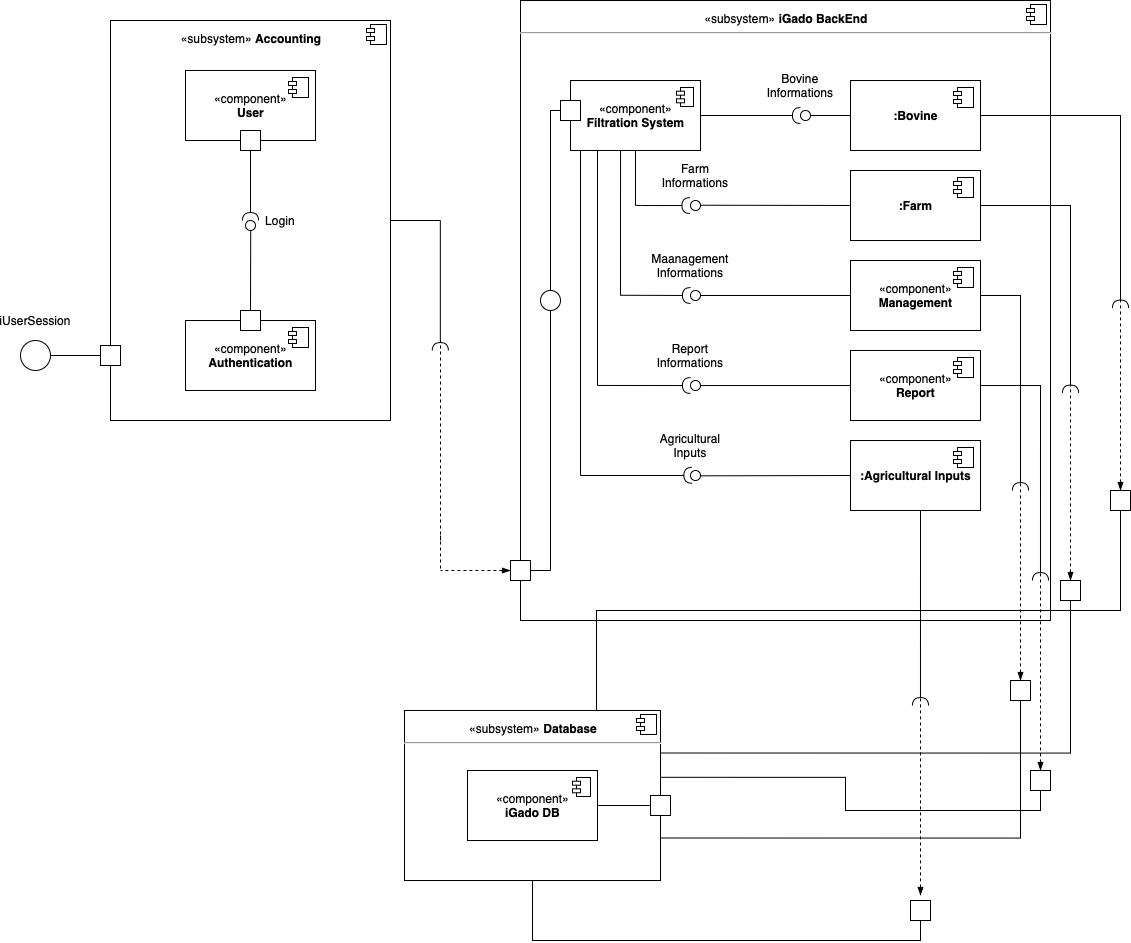 «subsystem» iGado BackEnd
«subsystem» Accounting
«component»
User
Login
«component»
Authentication
iUserSession
«component»
Filtration System
Bovine
Informations
:Bovine
Farm
Informations
:Farm
Maanagement
Informations
«component»
Management
Report
Informations
«component»
Report
Agricultural
Inputs
:Agricultural Inputs
«subsystem» Database
«component»
iGado DB